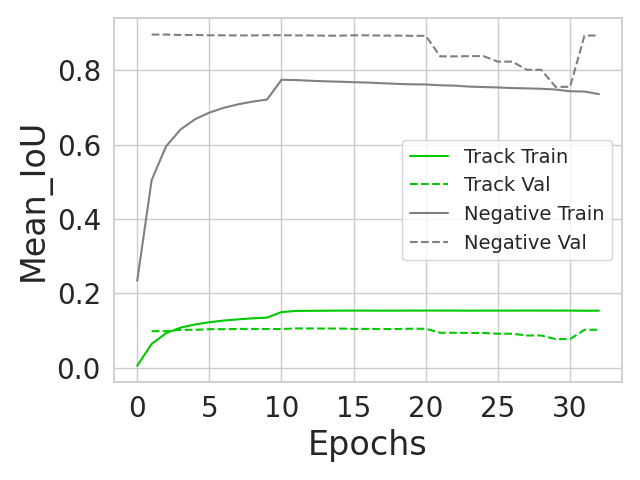 Mean_IoU
0.8
0.6
0.4
0.2
0.0
Track Train
Track Val
Negative Train
Negative Val
0 5 10 15 20 25 30
Epochs